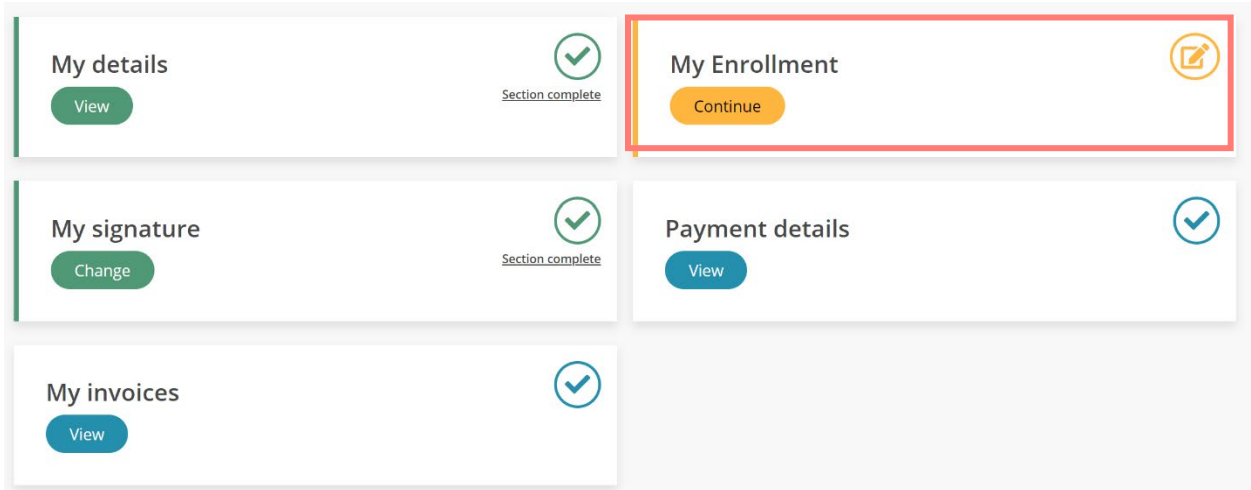 My details
View
Section complete
My Enrollment
Continue
My signature
Change
Section complete
Payment details
View
My invoices
View